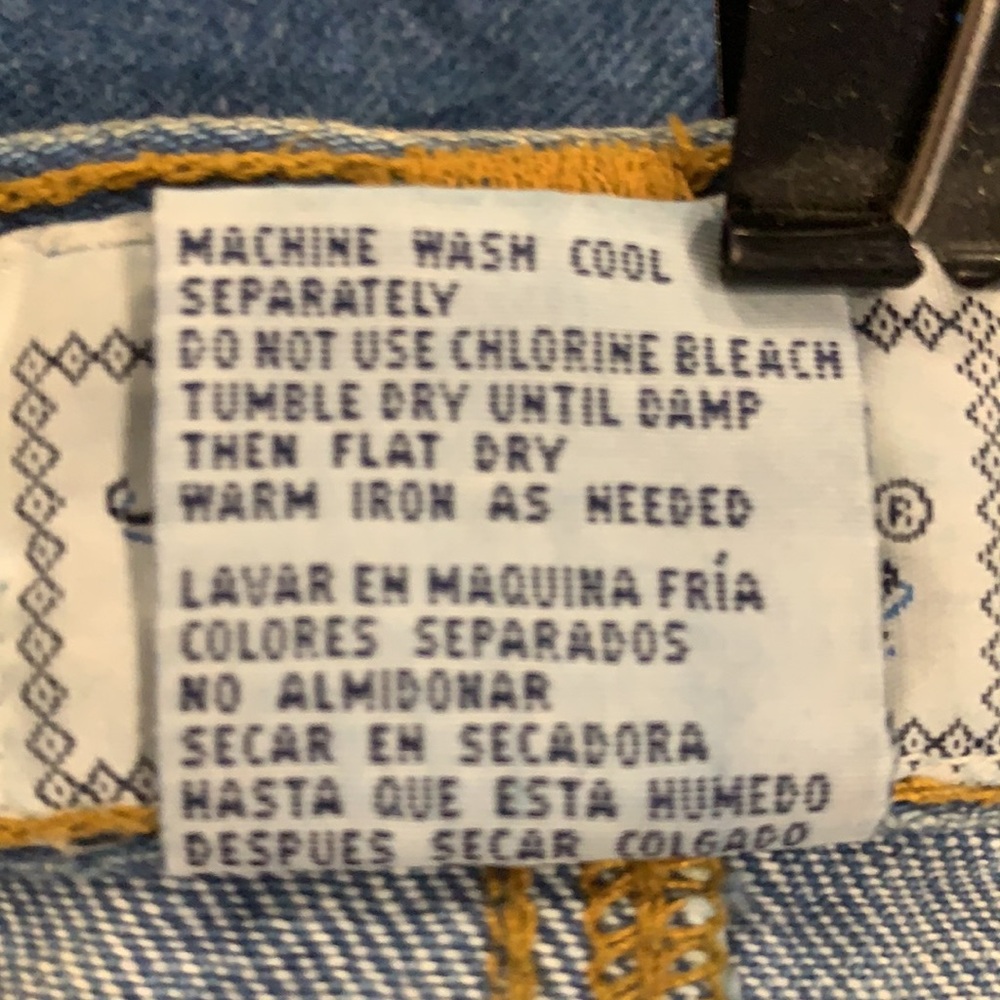 MACHINE WASH COOL
SEPARATELY
DO NOT USE CHLORINE BLEACH
TUMBLE DRY UNTIL DAMP
THEN FLAT DRY
WARM IRON AS NEEDED
LAVAR EN MAQUINA FRÍA
COLORES SEPARADOS
NO ALMIDONAR
SECAR EN SECADORA
HASTA QUE ESTA HUMEDO
DESPUES SECAR COLGADO
®